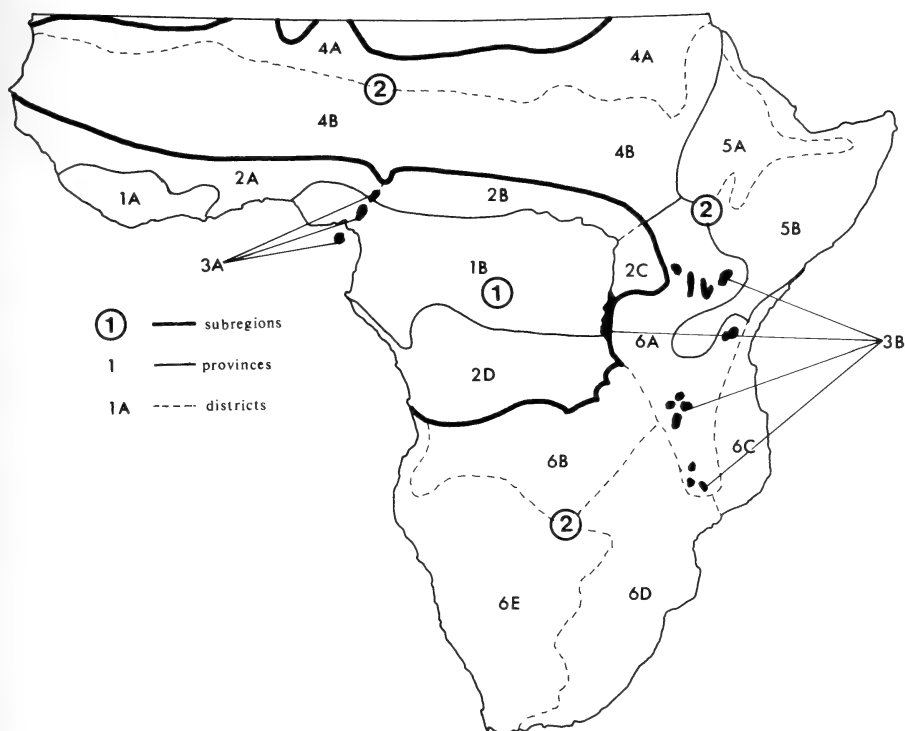 4A
4A
2
4B
4B
5A
2A
2B
1A
2
5B
3A
1B
2C
1
1 subregions
6A
3B
1 provinces
2D
1A districts
6C
6B
2
6E
6D